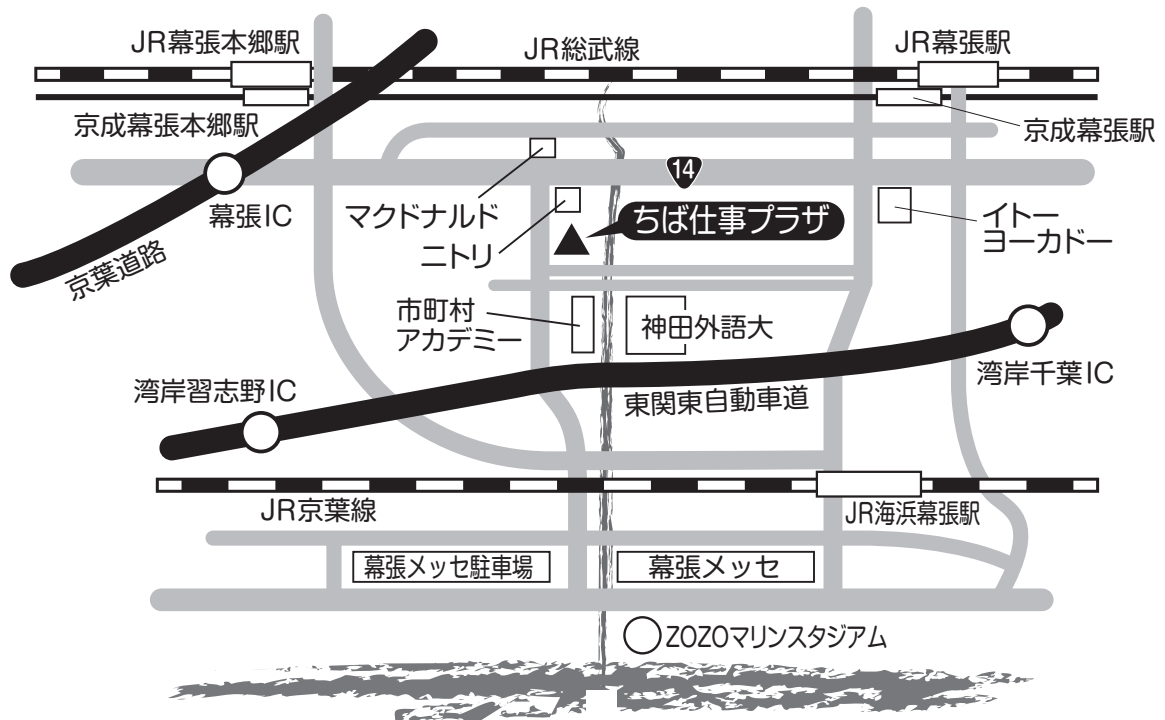 JR幕張本郷駅
JR総武線
JR幕張駅
京成幕張本郷駅
京成幕張駅
14
幕張IC
マクドナルド
ちば仕事プラザ
イトー
ヨーカドー
ニトリ
京葉道路
市町村
アカデミー
神田外語大
湾岸千葉IC
湾岸習志野IC
東関東自動車道
JR京葉線
JR海浜幕張駅
幕張メッセ駐車場
幕張メッセ
ZOZOマリンスタジアム